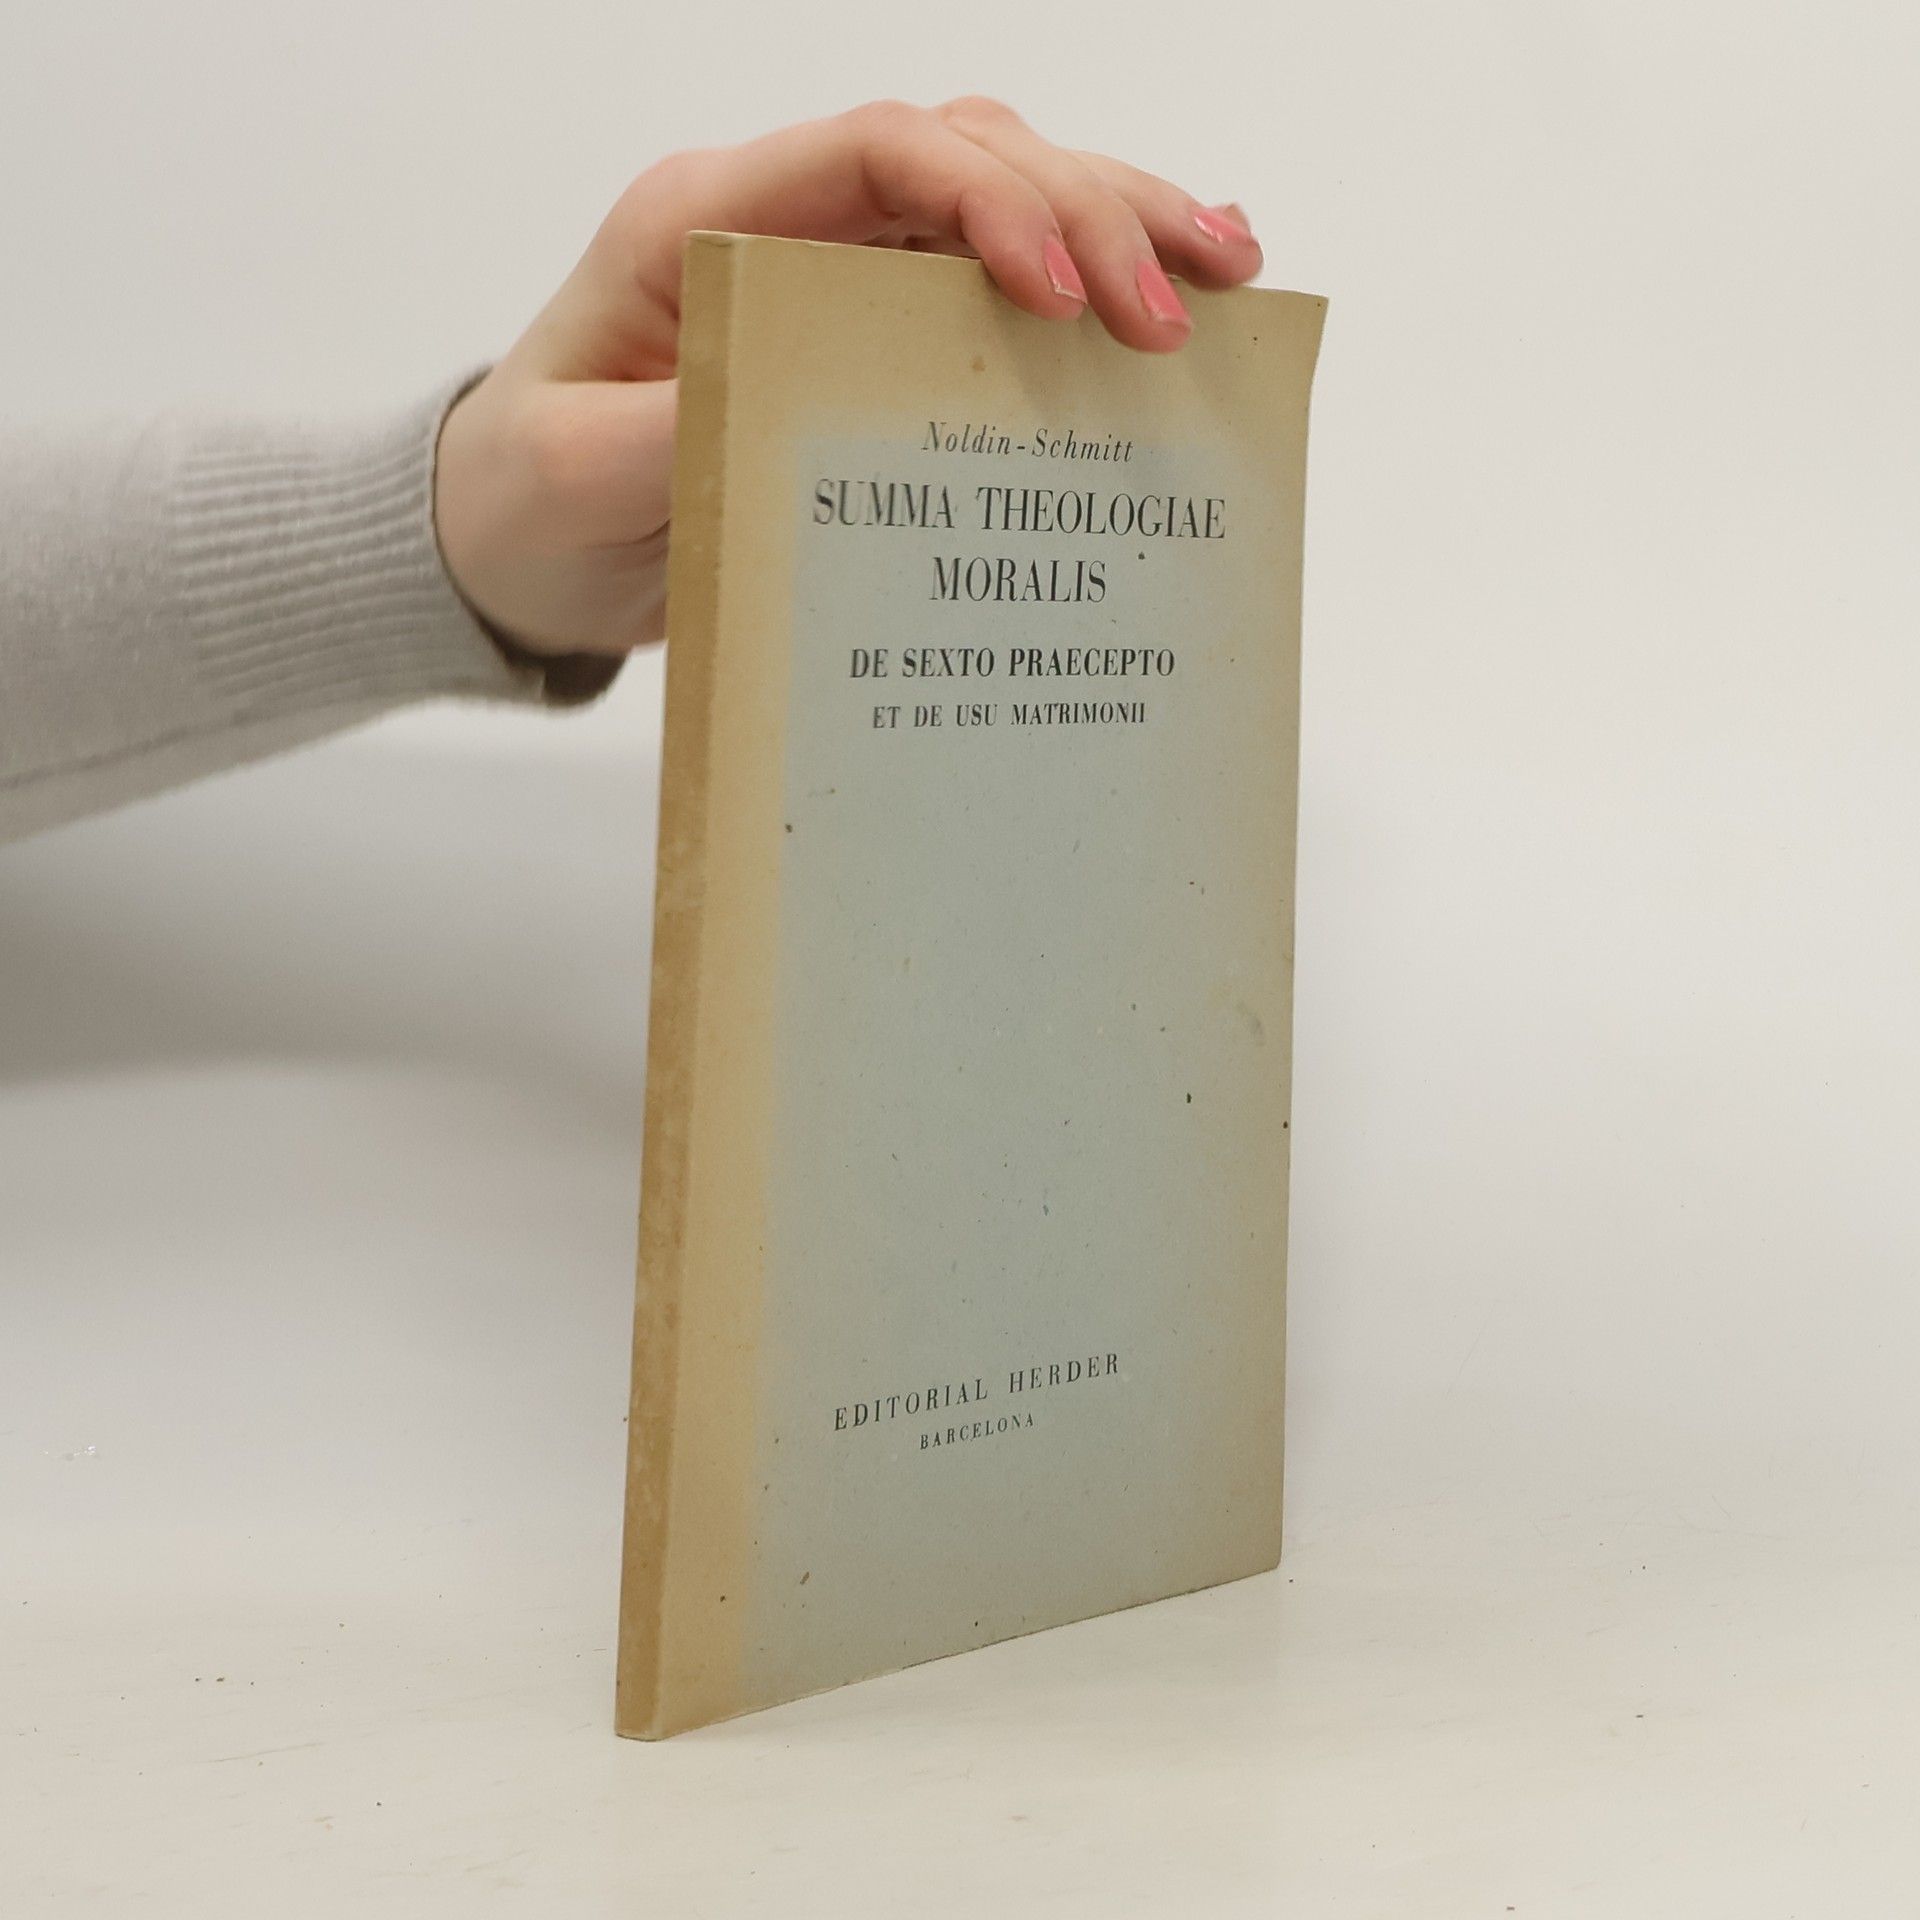 Noldin-Schmitt
SUMMA THEOLOGIAE
MORALIS
DE SEXTO PRAECEPTO
ET DE USU MATRIMONII
EDITORIAL HERDER
BARCELONA